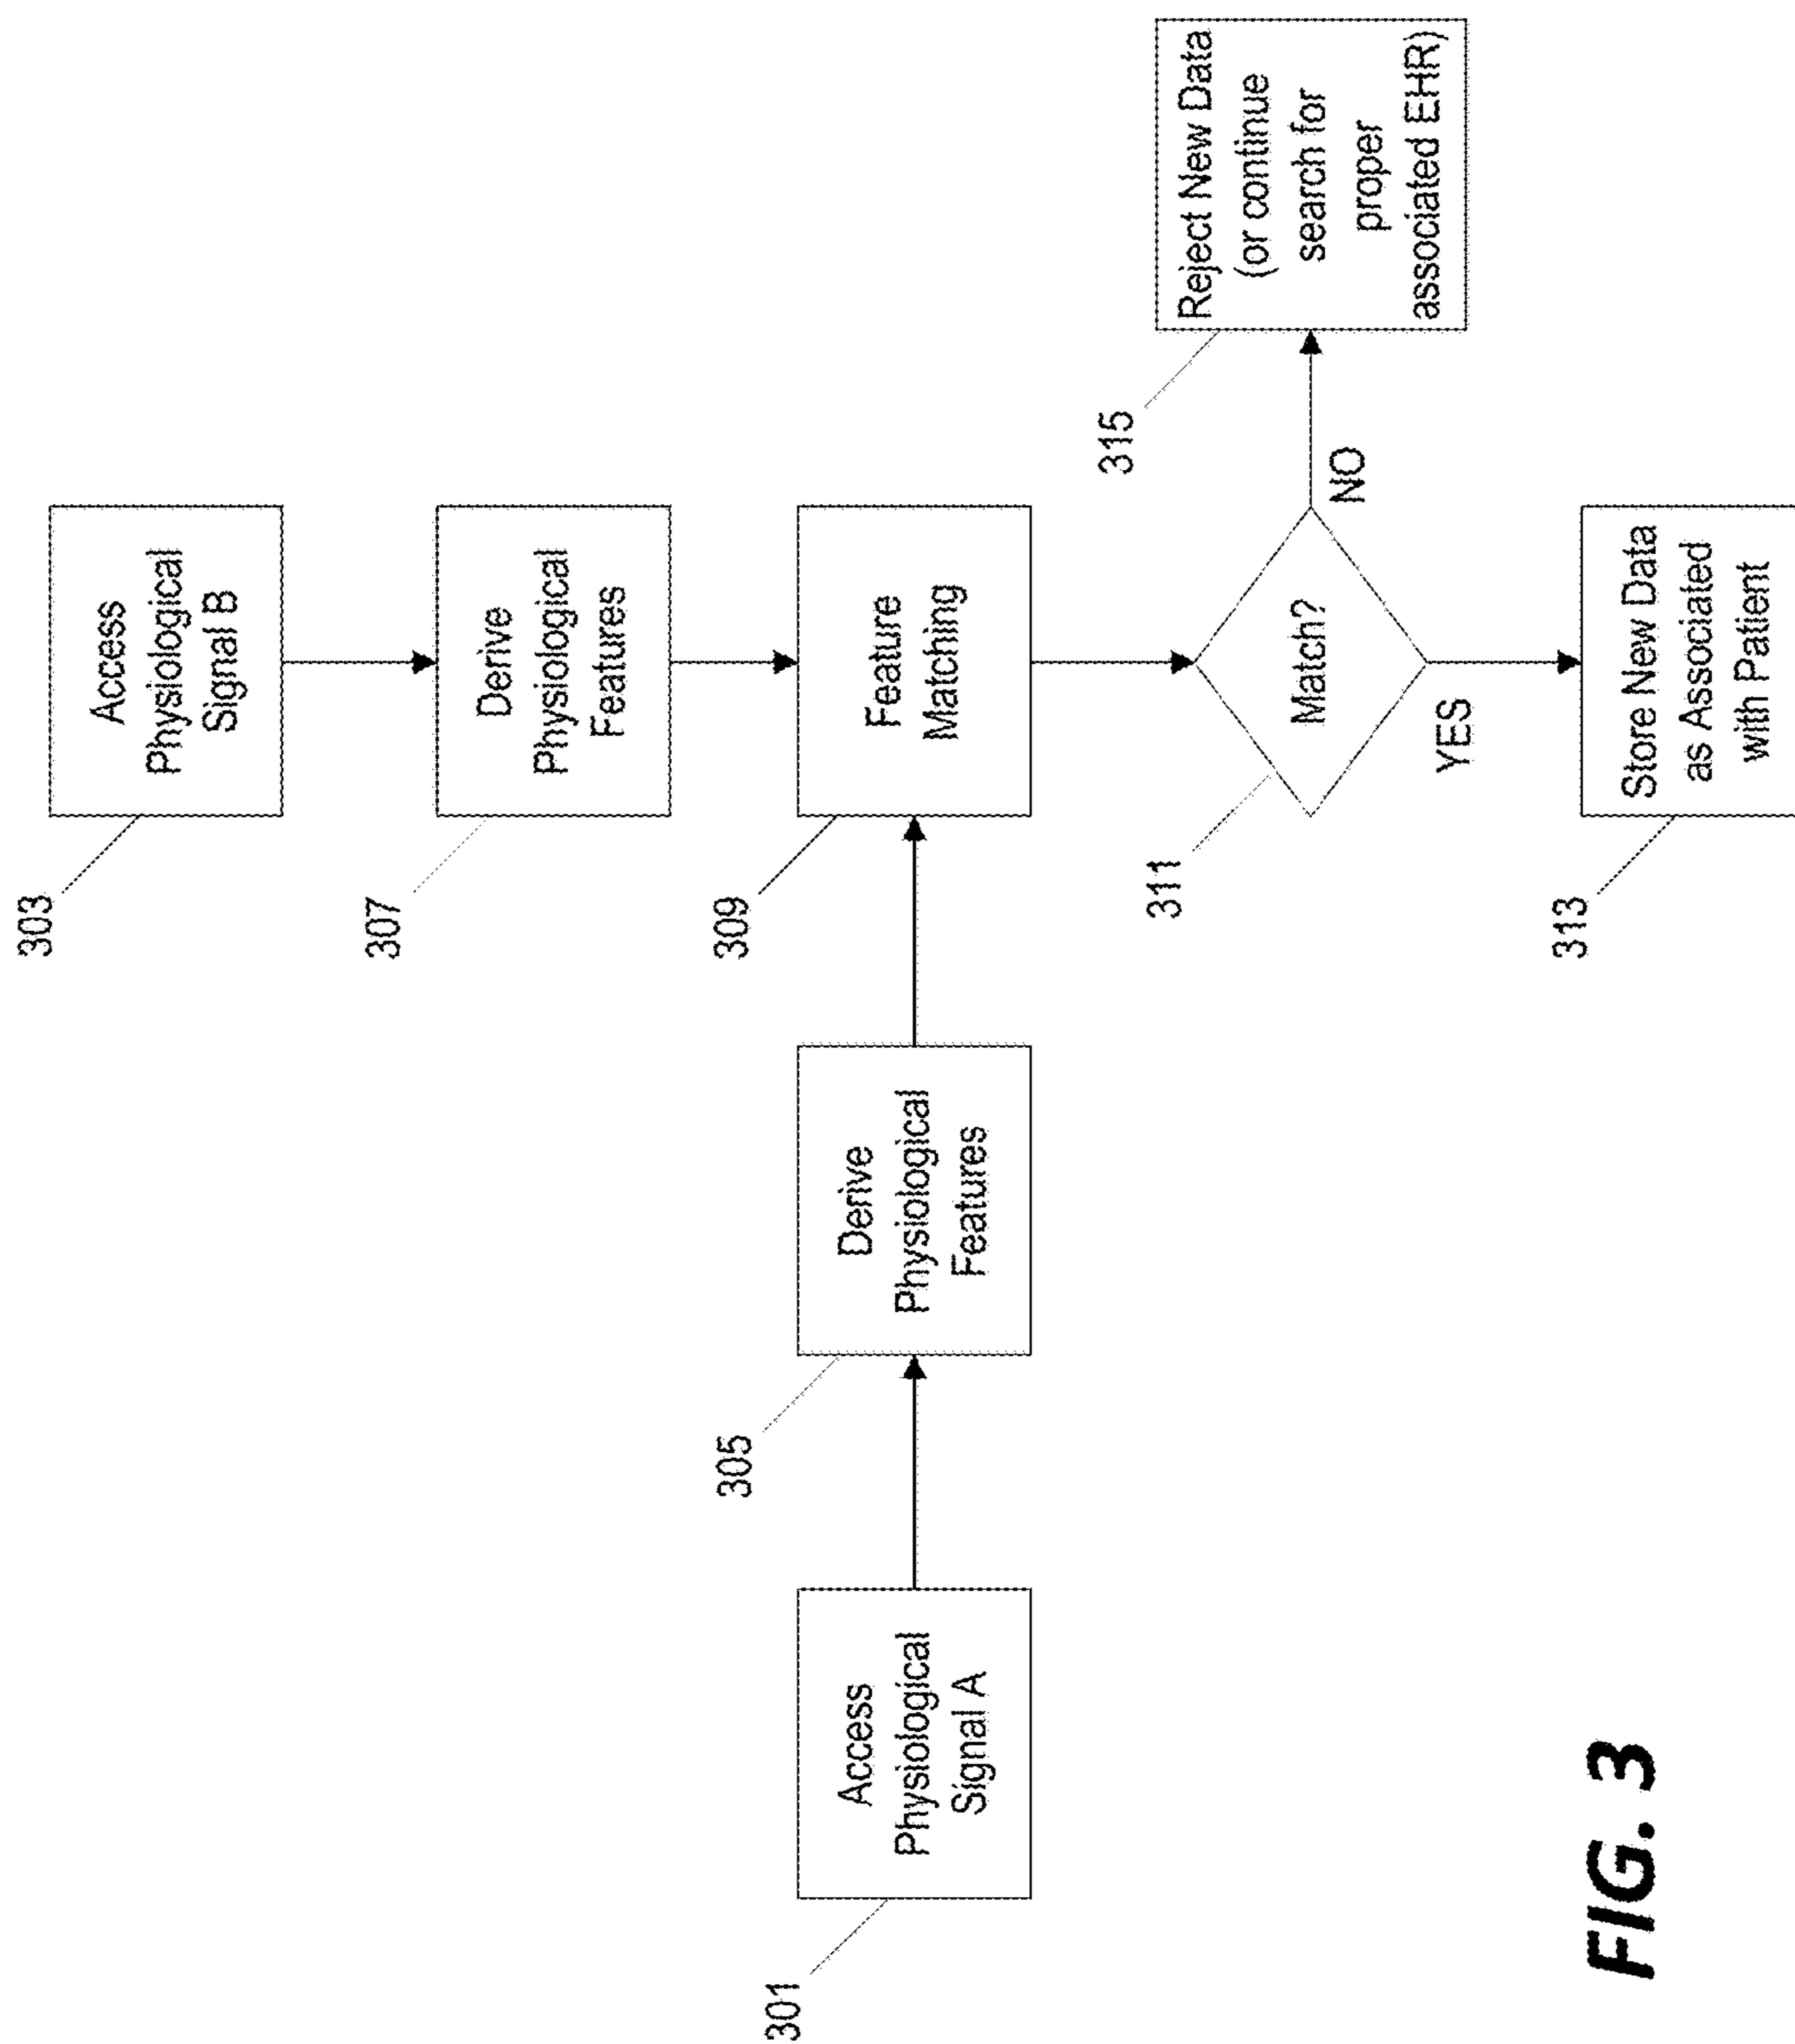 303
Access
Physiological
Signal B
307
Derive
Physiological
Features
301
Access
Physiological
Signal A
305
Derive
Physiological
Features
309
Feature
Matching
311
Match?
NO
315
Reject New Data
(or continue
search for
proper
associated EHR)
YES
313
Store New Data
as Associated
with Patient
FIG. 3